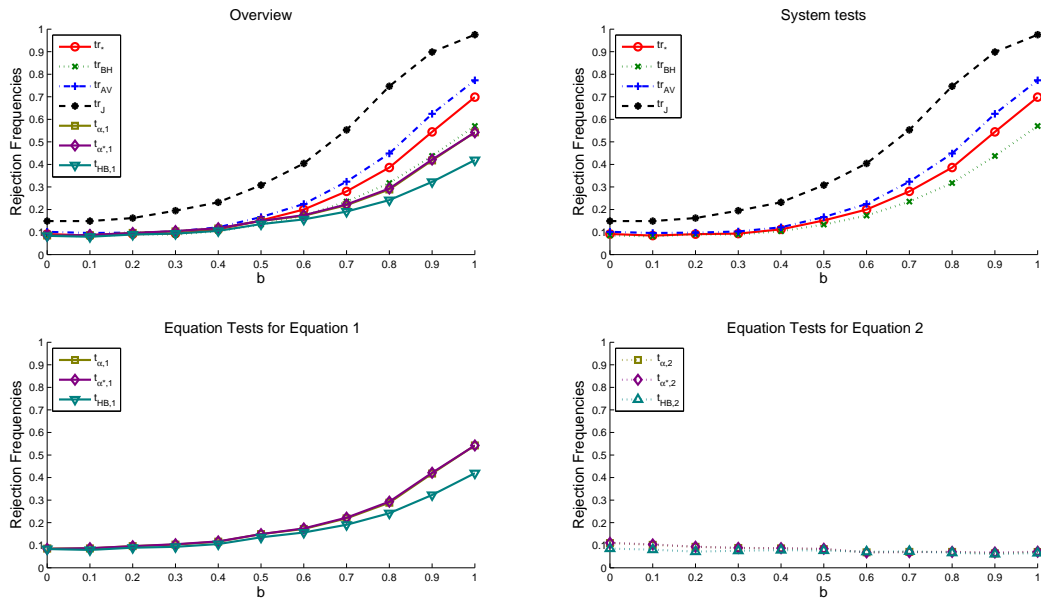 Overview
Rejection Frequencies
1
0.9
0.8
0.7
0.6
0.5
0.4
0.3
0.2
0.1
0
tr*
trBH
trAV
trJ
tα,1
tα*,1
tHB,1
0 0.1 0.2 0.3 0.4 0.5 0.6 0.7 0.8 0.9 1
b
System tests
Rejection Frequencies
1
0.9
0.8
0.7
0.6
0.5
0.4
0.3
0.2
0.1
0
tr*
trBH
trAV
trJ
0 0.1 0.2 0.3 0.4 0.5 0.6 0.7 0.8 0.9 1
b
Equation Tests for Equation 1
Rejection Frequencies
1
0.9
0.8
0.7
0.6
0.5
0.4
0.3
0.2
0.1
0
tα,1
tα*,1
tHB,1
0 0.1 0.2 0.3 0.4 0.5 0.6 0.7 0.8 0.9 1
b
Equation Tests for Equation 2
Rejection Frequencies
1
0.9
0.8
0.7
0.6
0.5
0.4
0.3
0.2
0.1
0
tα,2
tα*,2
tHB,2
0 0.1 0.2 0.3 0.4 0.5 0.6 0.7 0.8 0.9 1
b